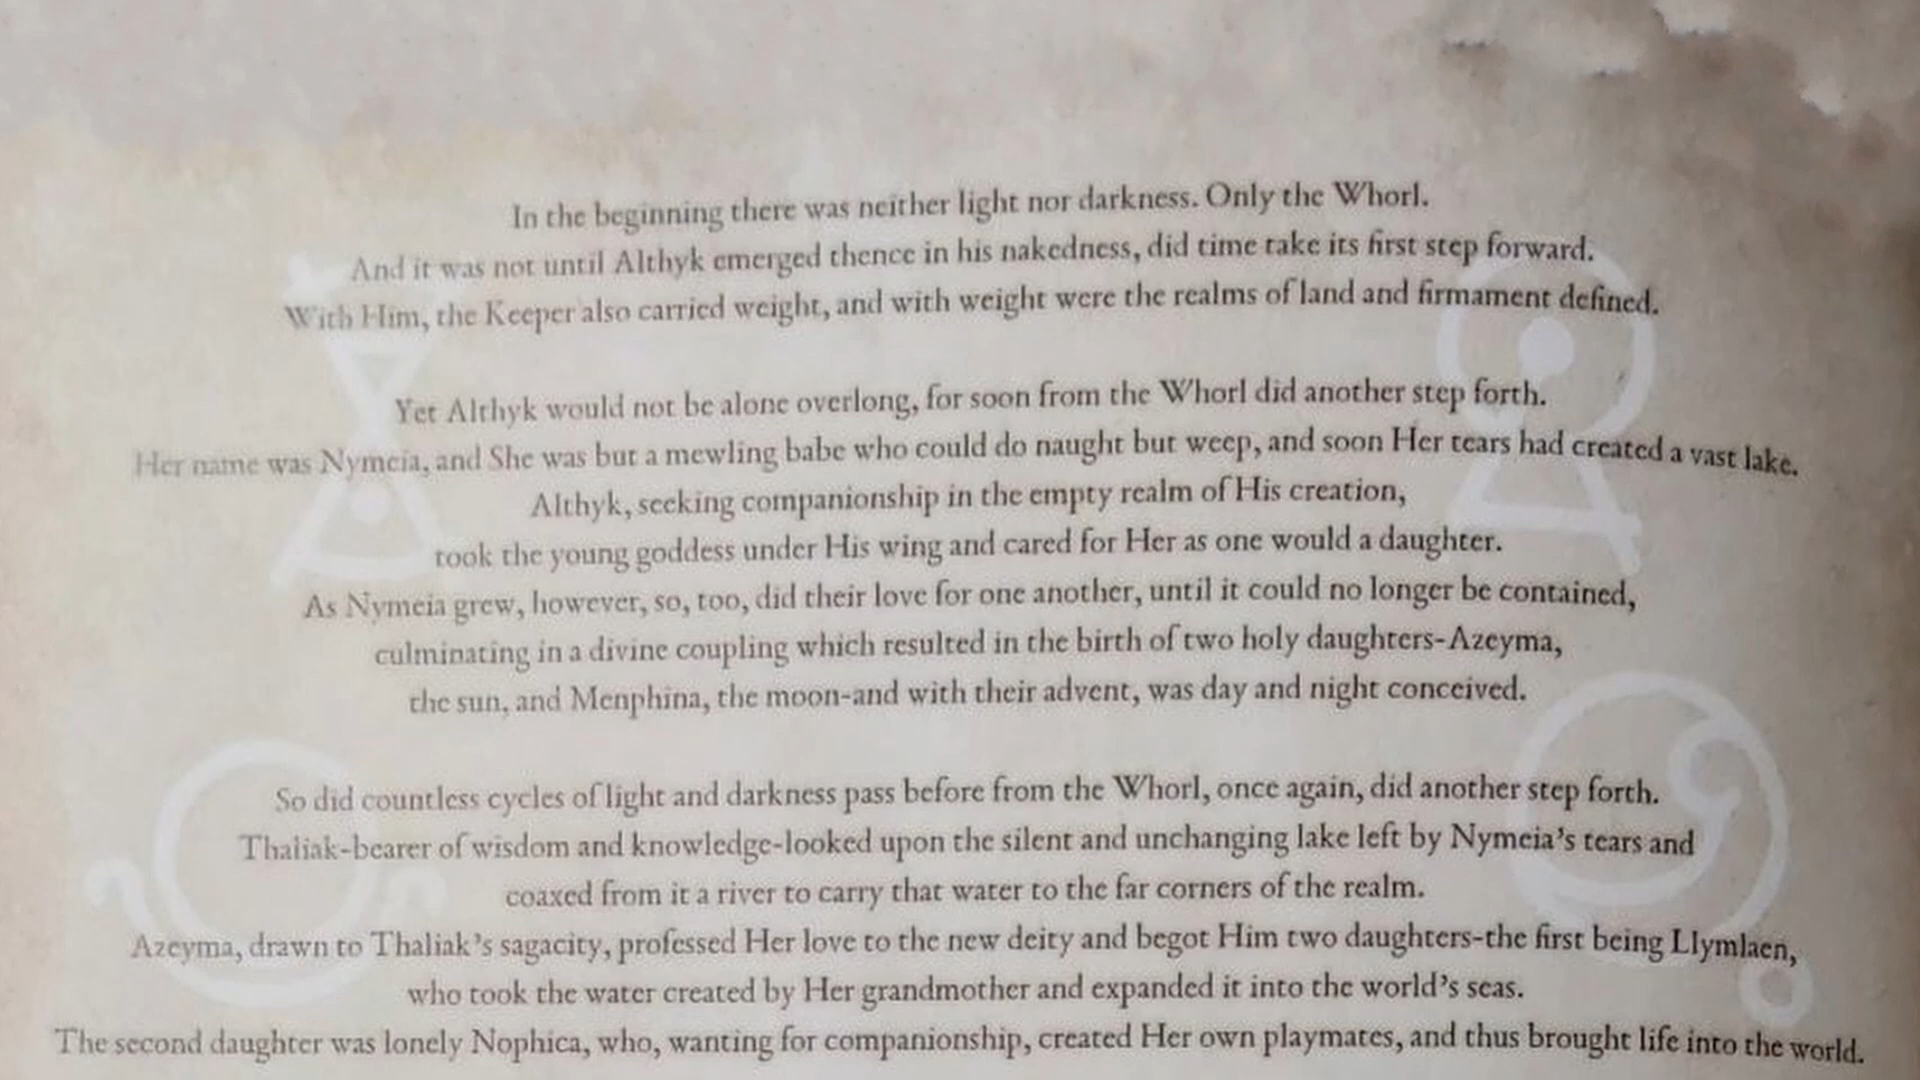 In the beginning there was neither light nor darkness. Only the Whorl.
And it was not until Althyk emerged thence in his nakedness, did time take its first step forward.
With Him, the Keeper also carried weight, and with weight were the realms of land and firmament defined.
Yet Althyk would not be alone overlong, for soon from the Whorl did another step forth.
Her name was Nymeia, and She was but a mewling babe who could do naught but weep, and soon Her tears had created a vast lake.
Althyk, seeking companionship in the empty realm of His creation,
took the young goddess under His wing and cared for Her as one would a daughter.
As Nymeia grew, however, so, too, did their love for one another, until it could no longer be contained,
culminating in a divine coupling which resulted in the birth of two holy daughters-Azeyma,
the sun, and Menphina, the moon-and with their advent, was day and night conceived.
So did countless cycles of light and darkness pass before from the Whorl, once again, did another step forth.
Thaliak-bearer of wisdom and knowledge-looked upon the silent and unchanging lake left by Nymeia's tears and
coaxed from it a river to carry that water to the far corners of the realm.
Azeyma, drawn to Thaliak's sagacity, professed Her love to the new deity and begot Him two daughters-the first being Llymlaen,
who took the water created by Her grandmother and expanded it into the world's seas.
The second daughter was lonely Nophica, who, wanting for companionship, created Her own playmates, and thus brought life into the world.